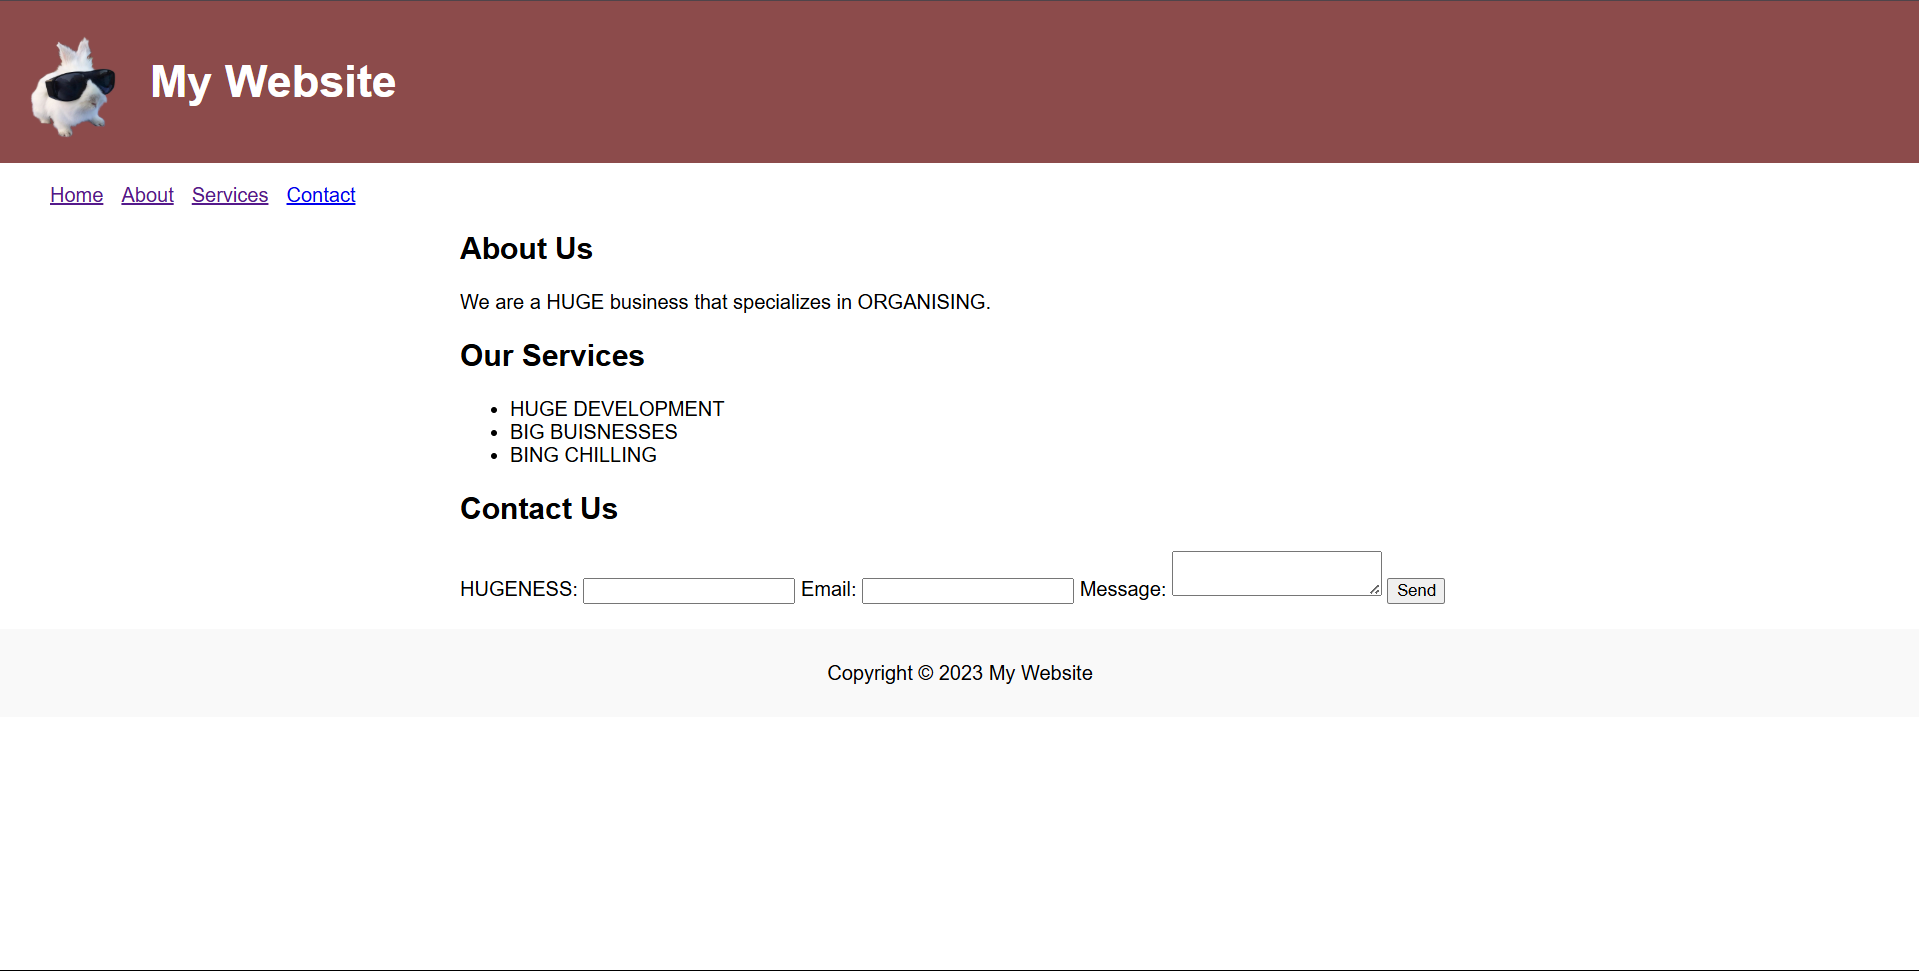 My Website
Home About Services Contact
About Us
We are a HUGE business that specializes in ORGANISING.
Our Services
• HUGE DEVELOPMENT
• BIG BUISNESSES
• BING CHILLING
Contact Us
HUGENESS: Email: Message: Send
Copyright © 2023 My Website